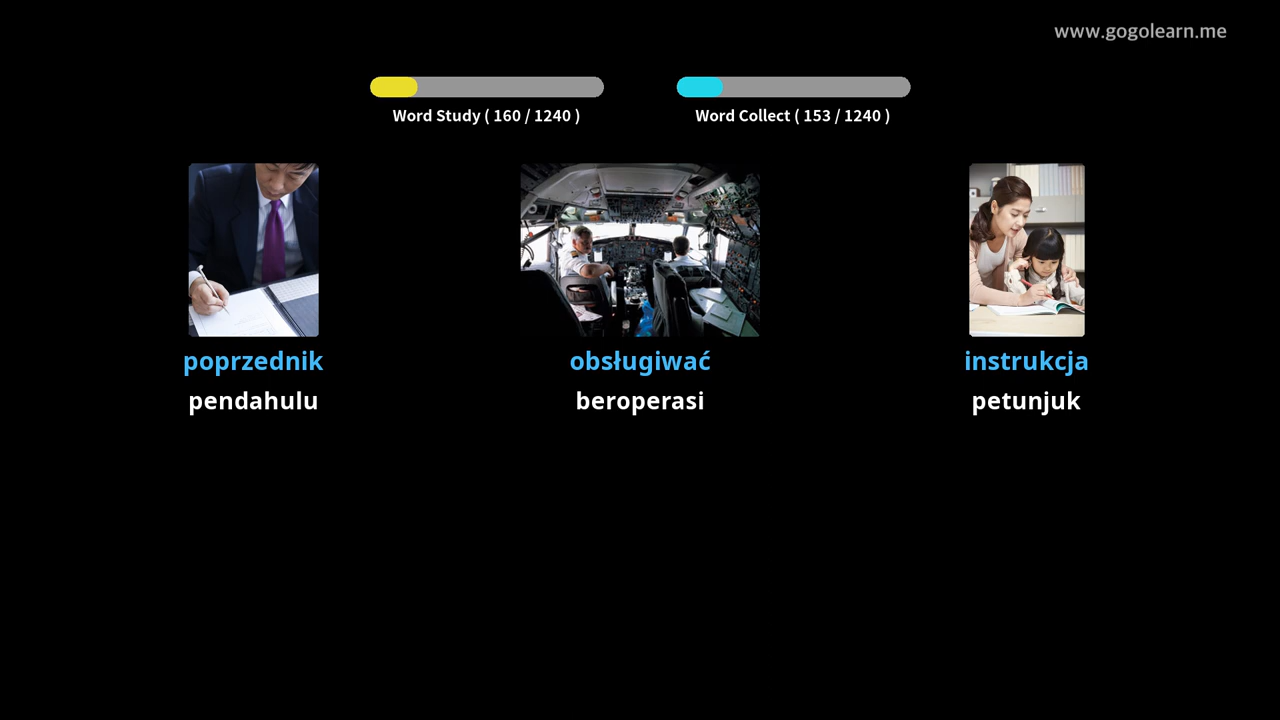 www.gogolearn.me
Word Study ( 160 / 1240 )
Word Collect ( 153 / 1240 )
poprzednik
pendahulu
obsługiwać
beroperasi
instrukcja
petunjuk